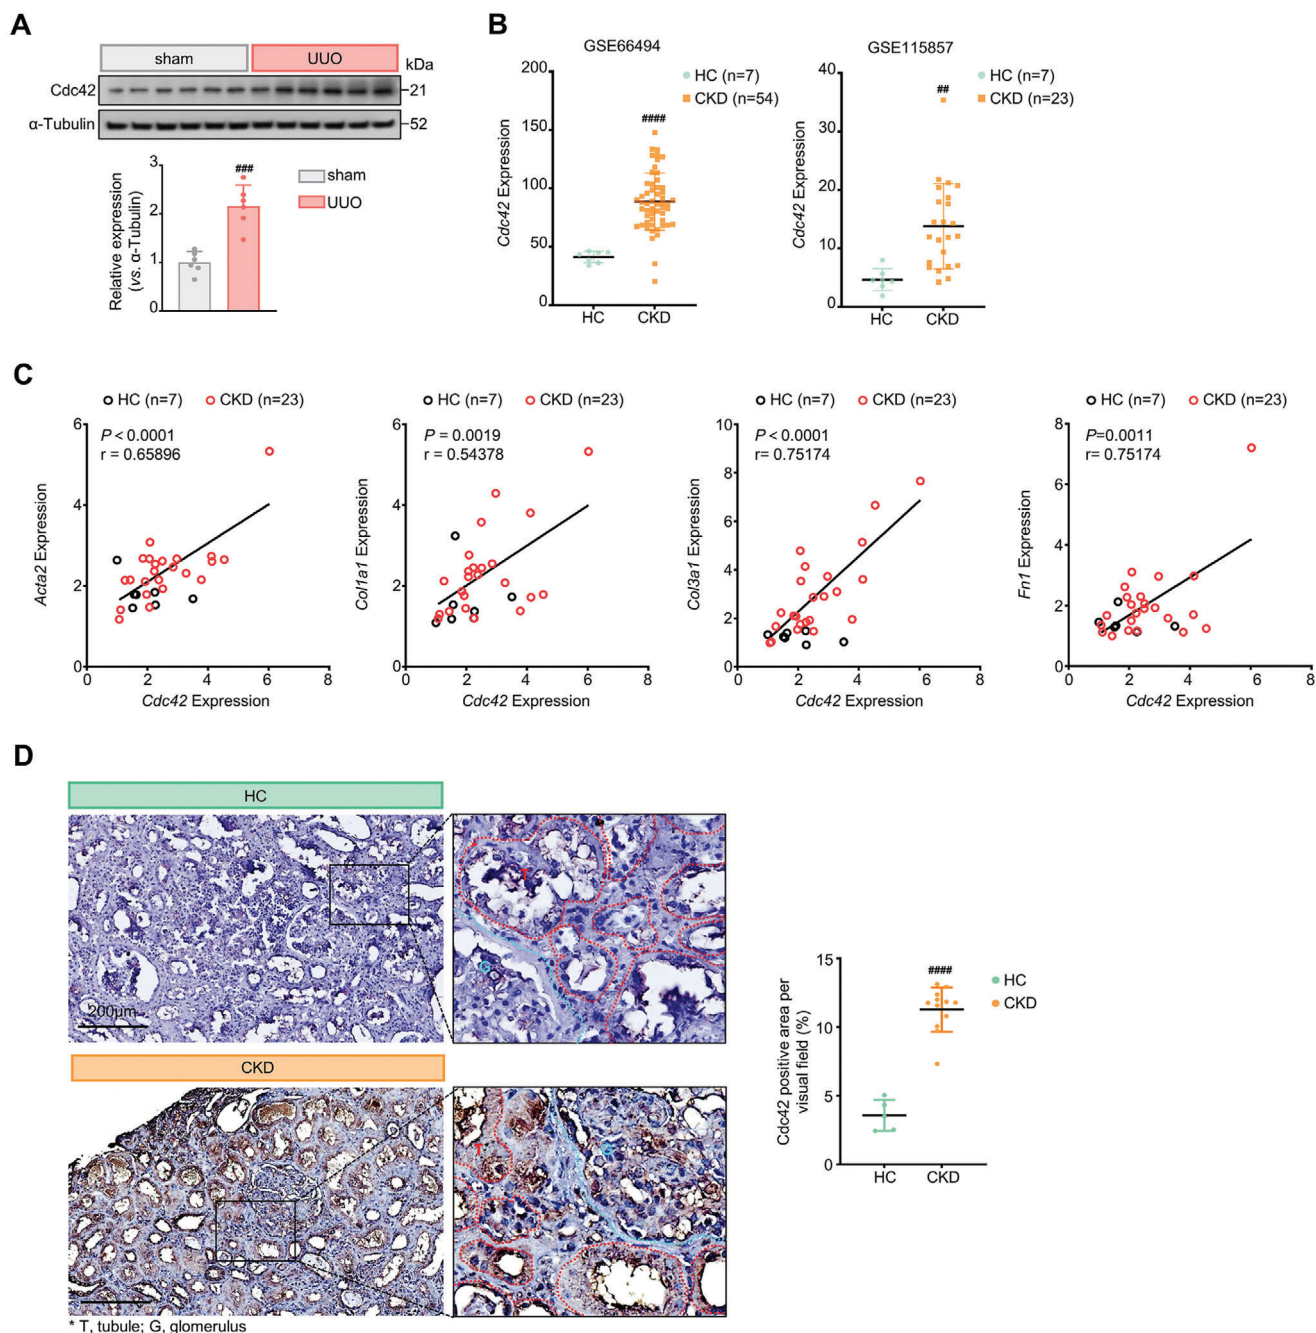 A
sham
UUO
kDa
Cdc42
21
α-Tubulin
52
Relative expression
(vs. α-Tubulin)
3
2
1
0
###
sham
UUO
B
GSE66494
HC (n=7)
CKD (n=54)
Cdc42 Expression
200
150
100
50
0
####
HC
CKD
GSE115857
HC (n=7)
CKD (n=23)
Cdc42 Expression
40
30
20
10
0
##
HC
CKD
C
HC (n=7)
CKD (n=23)
P < 0.0001
r = 0.65896
Acta2 Expression
6
4
2
0
0
2
4
6
8
Cdc42 Expression
HC (n=7)
CKD (n=23)
P = 0.0019
r = 0.54378
Col1a1 Expression
6
4
2
0
0
2
4
6
8
Cdc42 Expression
HC (n=7)
CKD (n=23)
P < 0.0001
r= 0.75174
Col3a1 Expression
10
8
6
4
2
0
0
2
4
6
8
Cdc42 Expression
HC (n=7)
CKD (n=23)
P=0.0011
r= 0.75174
Fn1 Expression
8
6
4
2
0
0
2
4
6
8
Cdc42 Expression
D
HC
200μm
T
G
CKD
T
G
* T, tubule; G, glomerulus
Cdc42 positive area per
visual field (%)
15
10
5
0
####
HC
CKD
HC
CKD